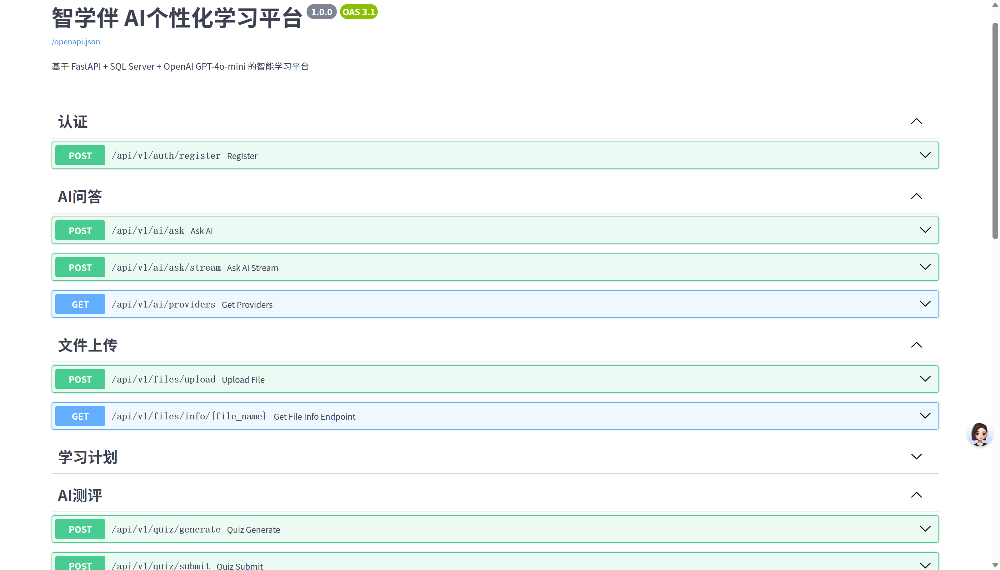 智学伴 AI个性化学习平台 1.0.0 OAS 3.1
/openapi.json
基于 FastAPI + SQL Server + OpenAI GPT-4o-mini 的智能学习平台
认证
POST /api/v1/auth/register Register
AI问答
POST /api/v1/ai/ask Ask Ai
POST /api/v1/ai/ask/stream Ask Ai Stream
GET /api/v1/ai/providers Get Providers
文件上传
POST /api/v1/files/upload Upload File
GET /api/v1/files/info/{file_name} Get File Info Endpoint
学习计划
AI测评
POST /api/v1/quiz/generate Quiz Generate
POST /api/v1/quiz/submit Quiz Submit